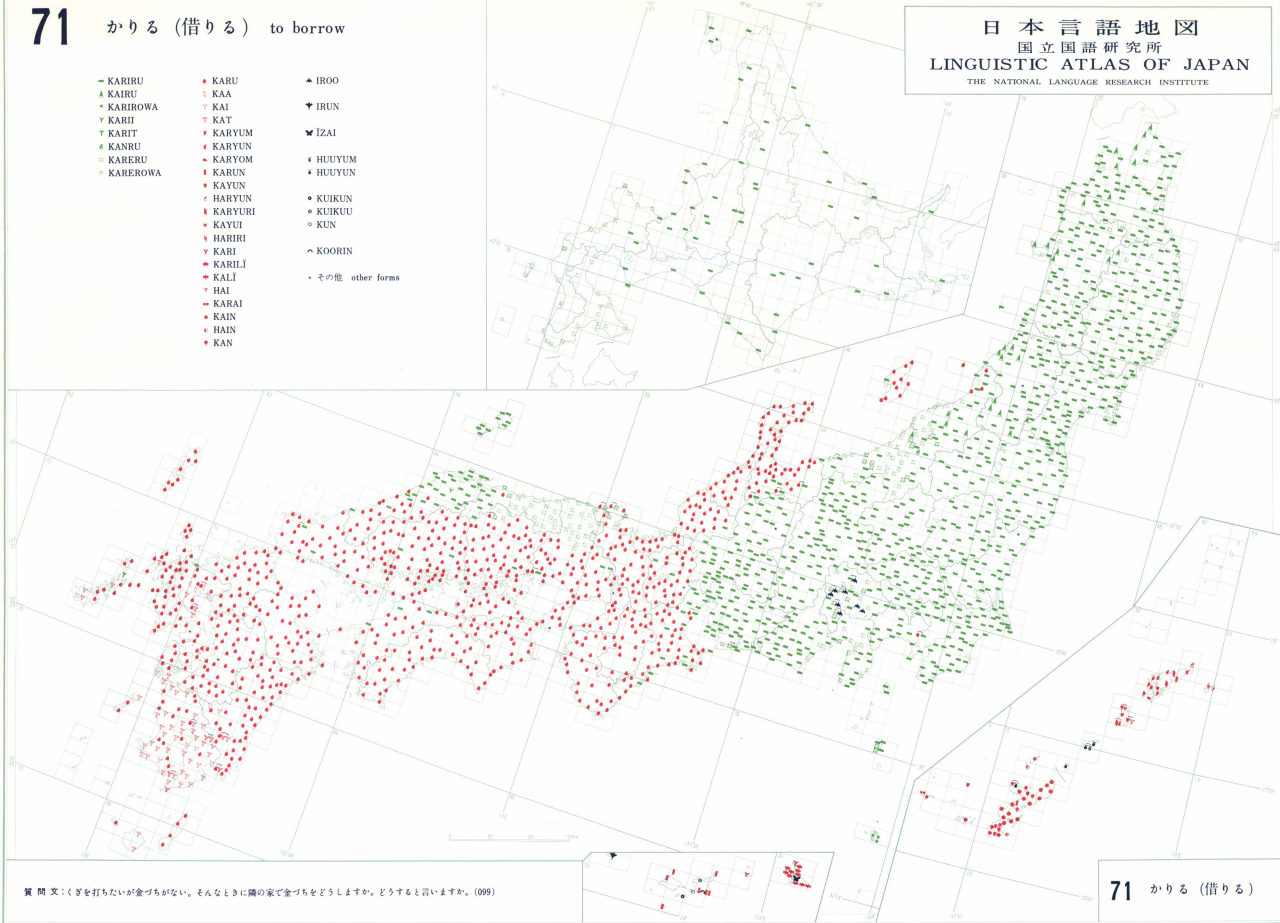 71 かりる (借りる) to borrow
日本言語地図
国立国語研究所
LINGUISTIC ATLAS OF JAPAN
THE NATIONAL LANGUAGE RESEARCH INSTITUTE
KARIRU
KAIRU
KARIROWA
KARII
KARIT
KANRU
KARERU
KAREROWA
KARU
KAA
KAI
KAT
KARYUM
KARYUN
KARYOM
KARUN
KAYUN
HARYUN
KARYURI
KAYUI
HARIRI
KARI
KARILÏ
KALÏ
HAI
KARAI
KAIN
HAIN
KAN
IROO
IRUN
ÏZAI
HUUYUM
HUUYUN
KUIKUN
KUIKUU
KUN
KOORIN
その他 other forms
質問文:くぎを打ちたいが金づちがない。そんなときに隣の家で金づちをどうしますか。どうすると言いますか。(099)
71 かりる (借りる)